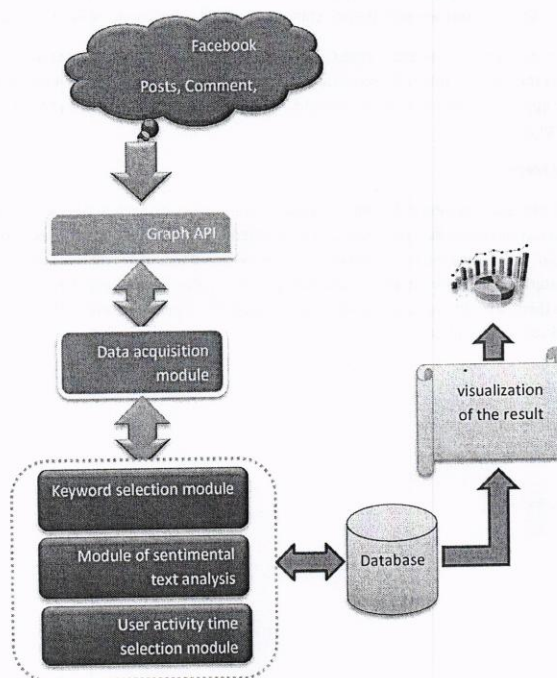 Facebook
Posts, Comment,
Graph API
Data acquisition
module
Keyword selection module
Module of sentimental
text analysis
User activity time
selection module
Database
visualization
of the result